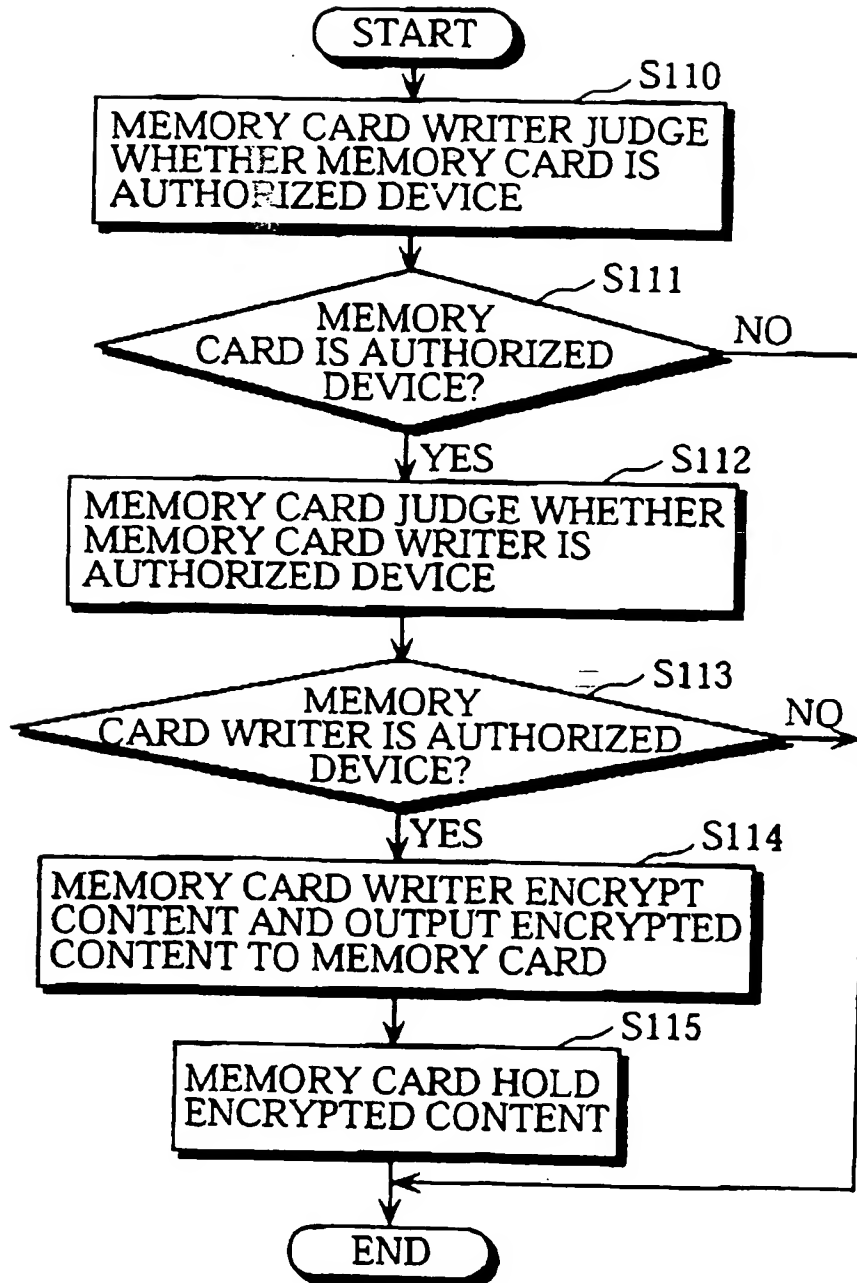 START
S110
MEMORY CARD WRITER JUDGE
WHETHER MEMORY CARD IS
AUTHORIZED DEVICE
S111
MEMORY
CARD IS AUTHORIZED
DEVICE?
NO
YES
S112
MEMORY CARD JUDGE WHETHER
MEMORY CARD WRITER IS
AUTHORIZED DEVICE
S113
MEMORY
CARD WRITER IS AUTHORIZED
DEVICE?
NO
YES
S114
MEMORY CARD WRITER ENCRYPT
CONTENT AND OUTPUT ENCRYPTED
CONTENT TO MEMORY CARD
S115
MEMORY CARD HOLD
ENCRYPTED CONTENT
END